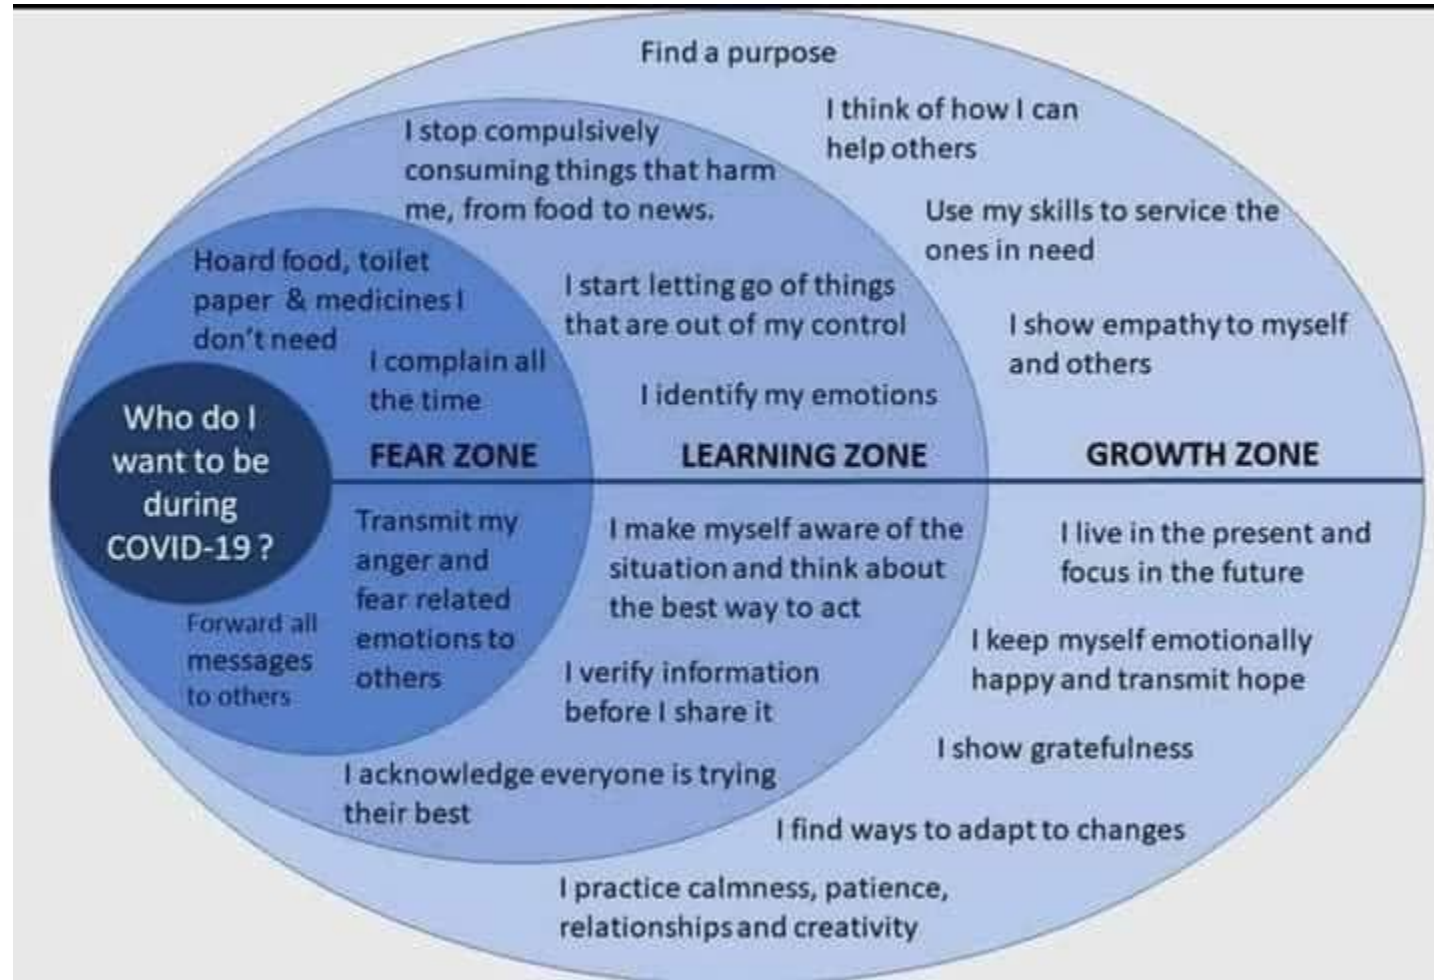 Find a purpose
I think of how I can
help others
Use my skills to service the
ones in need
I show empathy to myself
and others
I stop compulsively
consuming things that harm
me, from food to news.
I start letting go of things
that are out of my control
I identify my emotions
Hoard food, toilet
paper & medicines I
don't need
I complain all
the time
Who do I
want to be
during
COVID-19 ?
FEAR ZONE
LEARNING ZONE
GROWTH ZONE
Transmit my
anger and
fear related
emotions to
others
Forward all
messages
to others
I make myself aware of the
situation and think about
the best way to act
I verify information
before I share it
I acknowledge everyone is trying
their best
I live in the present and
focus in the future
I keep myself emotionally
happy and transmit hope
I show gratefulness
I find ways to adapt to changes
I practice calmness, patience,
relationships and creativity